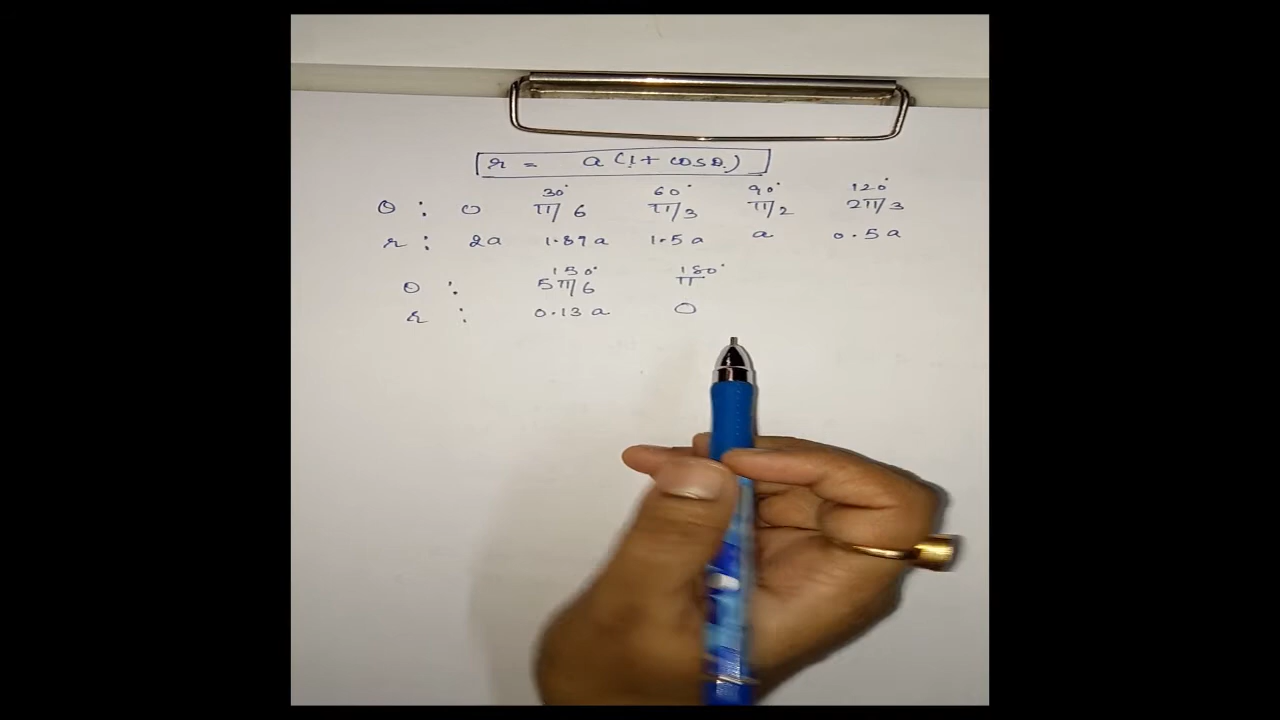 r = a(1+cosθ)
30° 60° 90° 120°
θ : 0 π/6 π/3 π/2 2π/3
r : 2a 1.87a 1.5a a 0.5a
150° 180°
θ : 5π/6 π
r : 0.13a 0